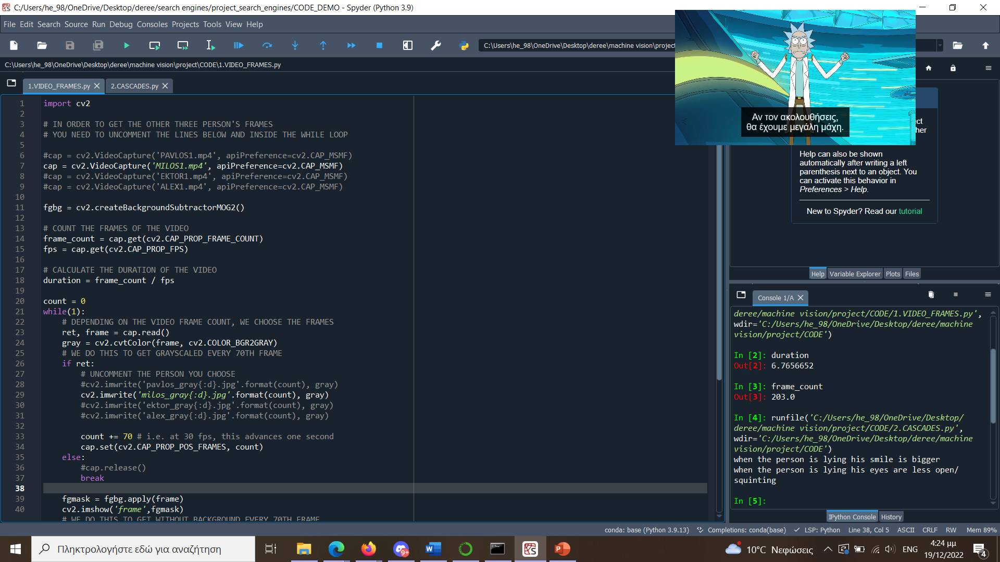 C:/Users/he_98/OneDrive/Desktop/deree/search engines/project_search_engines/CODE_DEMO - Spyder (Python 3.9)
File Edit Search Source Run Debug Consoles Projects Tools View Help
C:\Users\he_98\OneDrive\Desktop\deree\machine vision\project
C:\Users\he_98\OneDrive\Desktop\deree\machine vision\project\CODE\1.VIDEO_FRAMES.py
1.VIDEO_FRAMES.py 2.CASCADES.py
1 import cv2
2
3 # IN ORDER TO GET THE OTHER THREE PERSON'S FRAMES
4 # YOU NEED TO UNCOMMENT THE LINES BELOW AND INSIDE THE WHILE LOOP
5
6 #cap = cv2.VideoCapture('PAVLOS1.mp4', apiPreference=cv2.CAP_MSMF)
7 cap = cv2.VideoCapture('MILOS1.mp4', apiPreference=cv2.CAP_MSMF)
8 #cap = cv2.VideoCapture('EKTOR1.mp4', apiPreference=cv2.CAP_MSMF)
9 #cap = cv2.VideoCapture('ALEX1.mp4', apiPreference=cv2.CAP_MSMF)
10
11 fgbg = cv2.createBackgroundSubtractorMOG2()
12
13 # COUNT THE FRAMES OF THE VIDEO
14 frame_count = cap.get(cv2.CAP_PROP_FRAME_COUNT)
15 fps = cap.get(cv2.CAP_PROP_FPS)
16
17 # CALCULATE THE DURATION OF THE VIDEO
18 duration = frame_count / fps
19
20 count = 0
21 while(1):
22 # DEPENDING ON THE VIDEO FRAME COUNT, WE CHOOSE THE FRAMES
23 ret, frame = cap.read()
24 gray = cv2.cvtColor(frame, cv2.COLOR_BGR2GRAY)
25 # WE DO THIS TO GET GRAYSCALED EVERY 70TH FRAME
26 if ret:
27 # UNCOMMENT THE PERSON YOU CHOOSE
28 #cv2.imwrite('pavlos_gray{:d}.jpg'.format(count), gray)
29 cv2.imwrite('milos_gray{:d}.jpg'.format(count), gray)
30 #cv2.imwrite('ektor_gray{:d}.jpg'.format(count), gray)
31 #cv2.imwrite('alex_gray{:d}.jpg'.format(count), gray)
32
33 count += 70 # i.e. at 30 fps, this advances one second
34 cap.set(cv2.CAP_PROP_POS_FRAMES, count)
35 else:
36 #cap.release()
37 break
38
39 fgmask = fgbg.apply(frame)
40 cv2.imshow('frame',fgmask)
# WE DO THIS TO GET WITHOUT BACKGROUND EVERY 70TH FRAME
Αν τον ακολουθήσεις,
θα έχουμε μεγάλη μάχη.
ct
her
Help can also be shown
automatically after writing a left
parenthesis next to an object. You
can activate this behavior in
Preferences > Help.
New to Spyder? Read our tutorial
Help Variable Explorer Plots Files
Console 1/A
deree/machine vision/project/CODE/1.VIDEO_FRAMES.py',
wdir='C:/Users/he_98/OneDrive/Desktop/deree/machine
vision/project/CODE')
In [2]: duration
Out[2]: 6.7656652
In [3]: frame_count
Out[3]: 203.0
In [4]: runfile('C:/Users/he_98/OneDrive/Desktop/
deree/machine vision/project/CODE/2.CASCADES.py',
wdir='C:/Users/he_98/OneDrive/Desktop/deree/machine
vision/project/CODE')
when the person is lying his smile is bigger
when the person is lying his eyes are less open/
squinting
In [5]:
IPython Console History
conda: base (Python 3.9.13) Completions: conda(base) LSP: Python Line 38, Col 5 ASCII CRLF RW Mem 89%
Πληκτρολογήστε εδώ για αναζήτηση
9+
10°C Νεφώσεις
ENG
4:24 μμ
19/12/2022
4